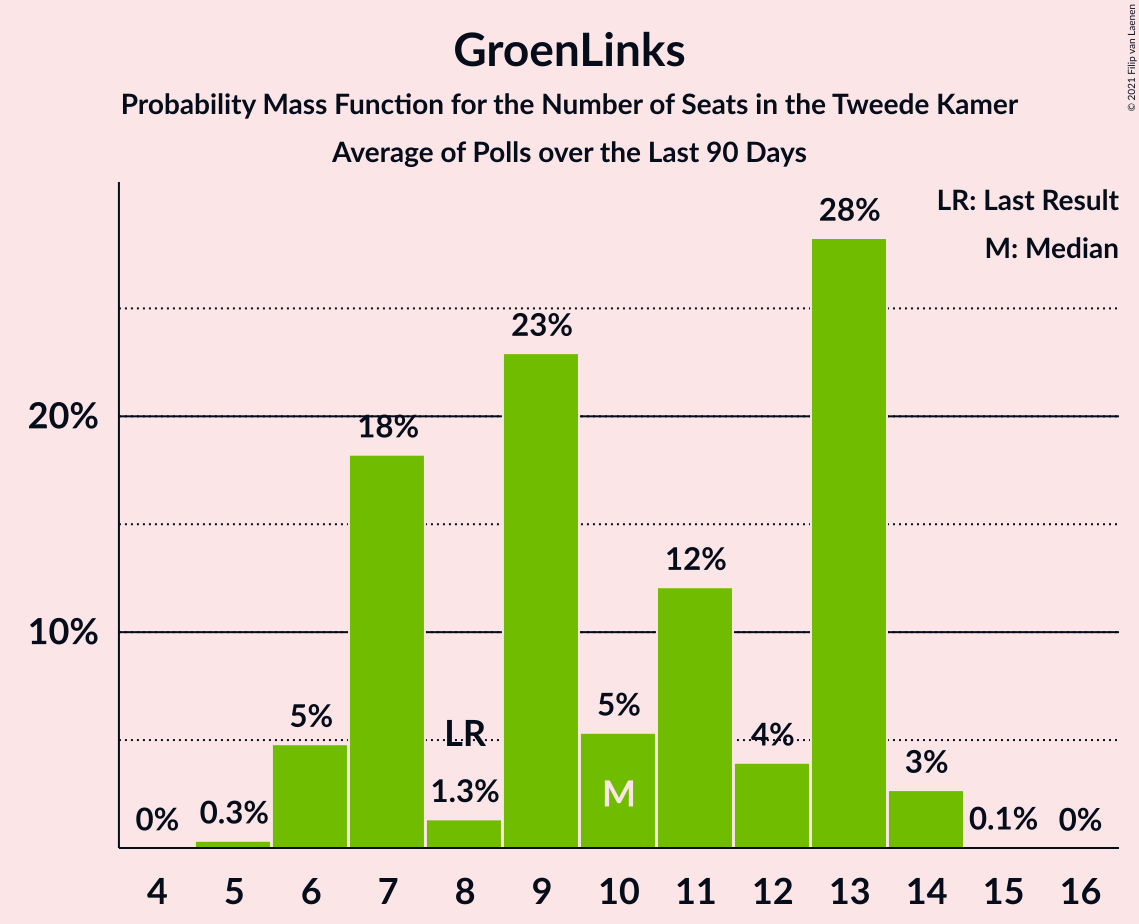 GroenLinks
Probability Mass Function for the Number of Seats in the Tweede Kamer
Average of Polls over the Last 90 Days
© 2021 Filip van Laenen
LR: Last Result
M: Median
28%
23%
20%
18%
12%
10%
5%
LR
5%
4%
3%
0%
0.3%
1.3%
M
0.1%
0%
4 5 6 7 8 9 10 11 12 13 14 15 16